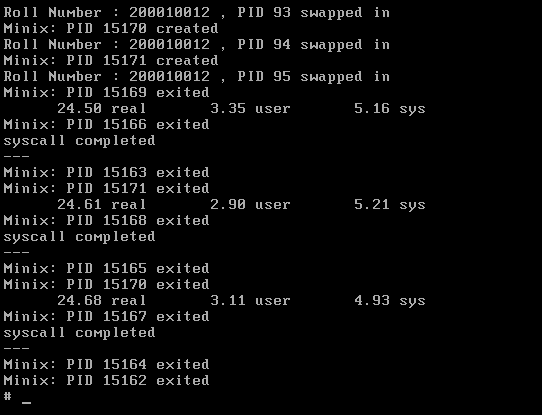 Roll Number : 200010012 , PID 93 swapped in
Minix: PID 15170 created
Roll Number : 200010012 , PID 94 swapped in
Minix: PID 15171 created
Roll Number : 200010012 , PID 95 swapped in
Minix: PID 15169 exited
24.50 real 3.35 user 5.16 sys
Minix: PID 15166 exited
syscall completed
---
Minix: PID 15163 exited
Minix: PID 15171 exited
24.61 real 2.90 user 5.21 sys
Minix: PID 15168 exited
syscall completed
---
Minix: PID 15165 exited
Minix: PID 15170 exited
24.68 real 3.11 user 4.93 sys
Minix: PID 15167 exited
syscall completed
---
Minix: PID 15164 exited
Minix: PID 15162 exited
# _